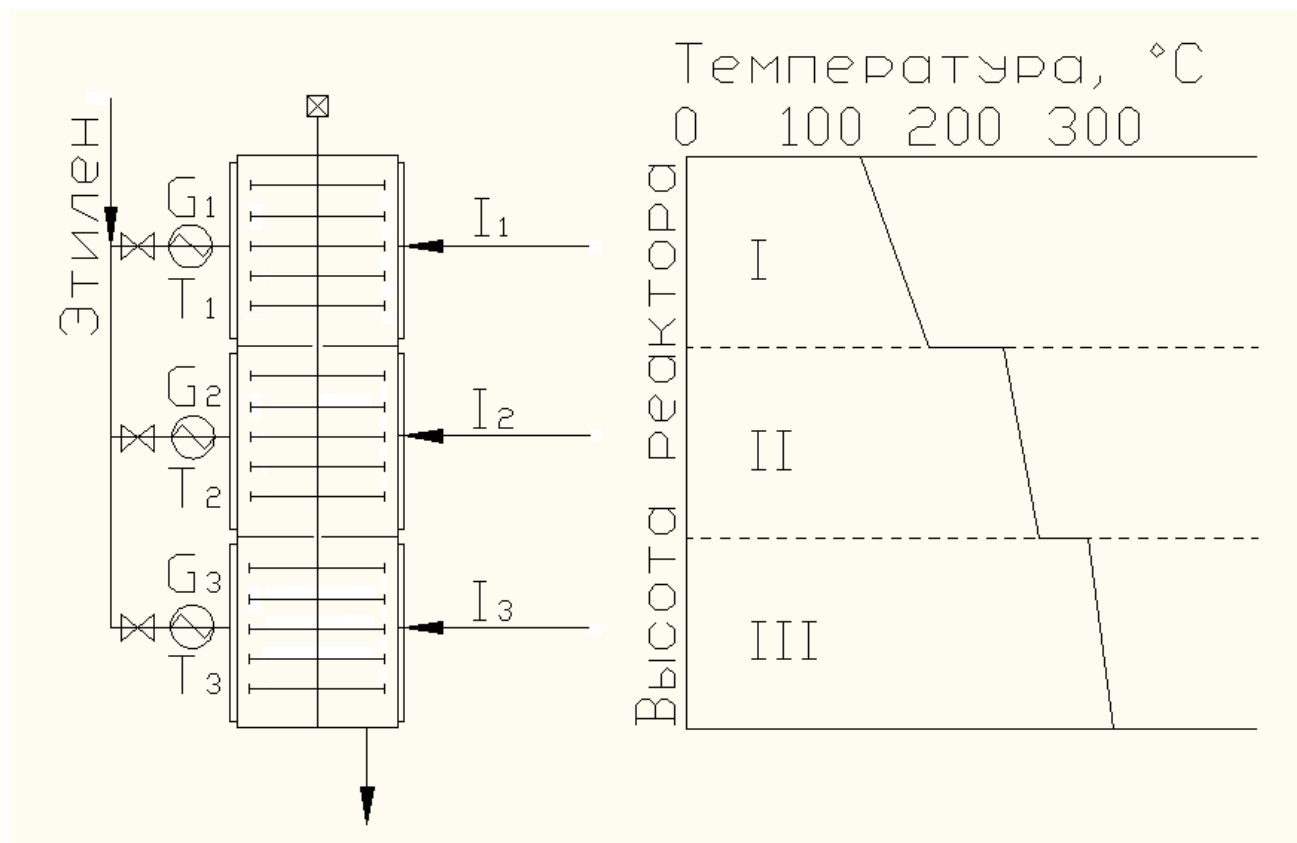 Температура, °C
0 100 200 300
Этилен
G1
T1
I1
G2
T2
I2
G3
T3
I3
Высота реактора
I
II
III